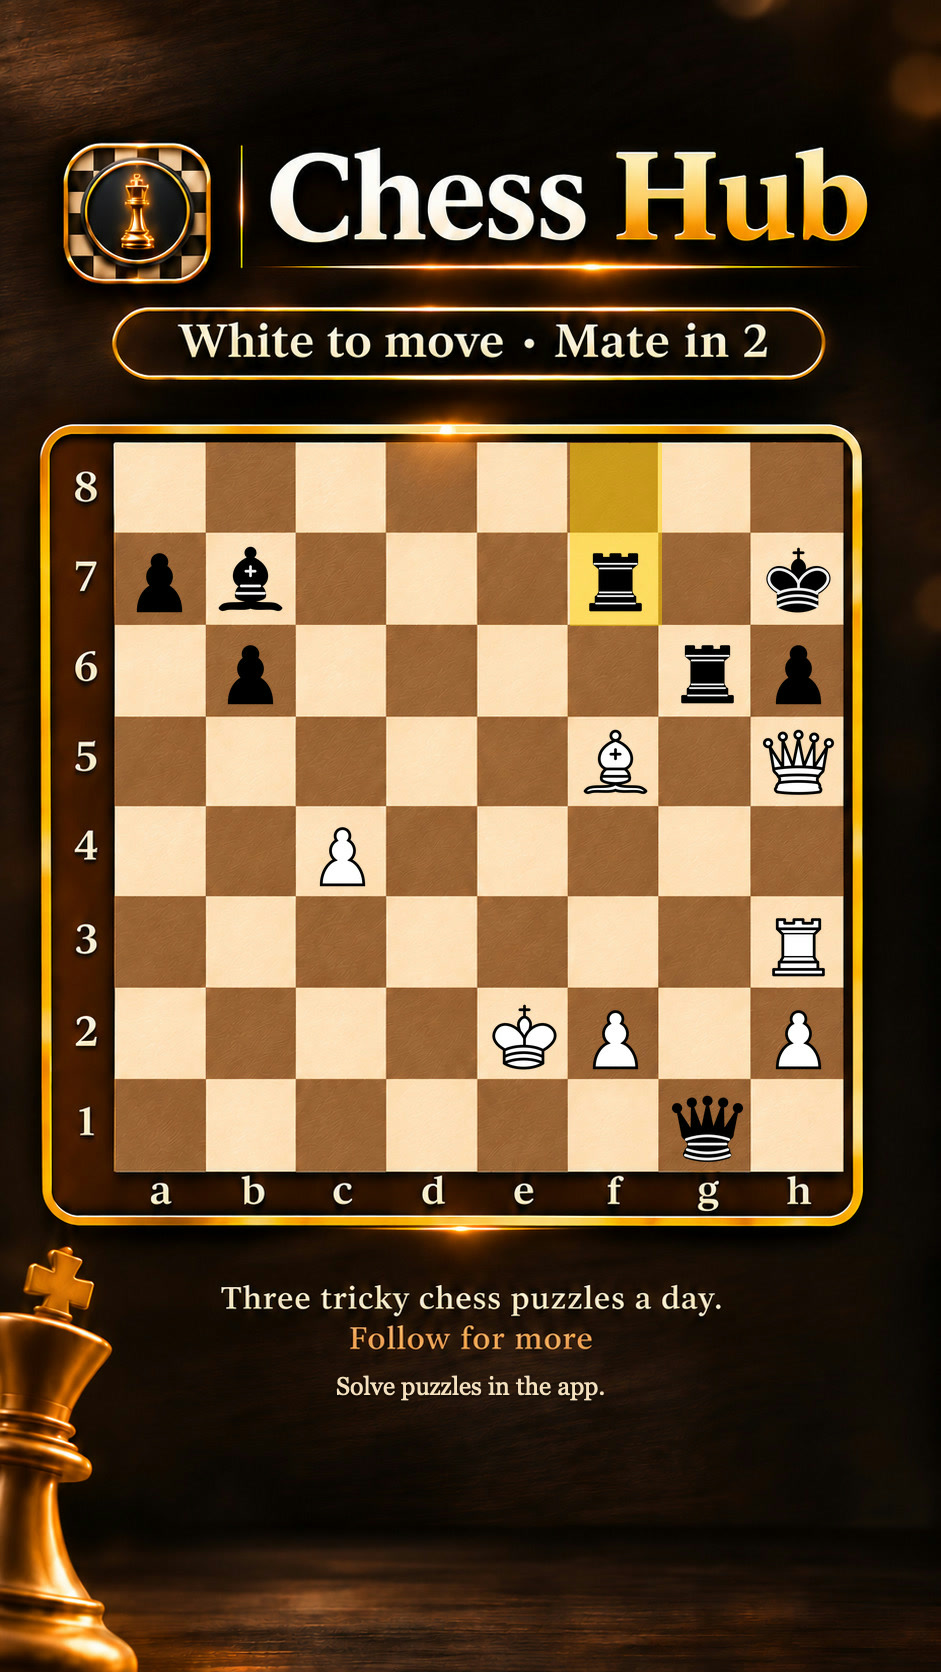 Chess Hub
White to move • Mate in 2
8
7
6
5
4
3
2
1
a b c d e f g h
Three tricky chess puzzles a day.
Follow for more
Solve puzzles in the app.